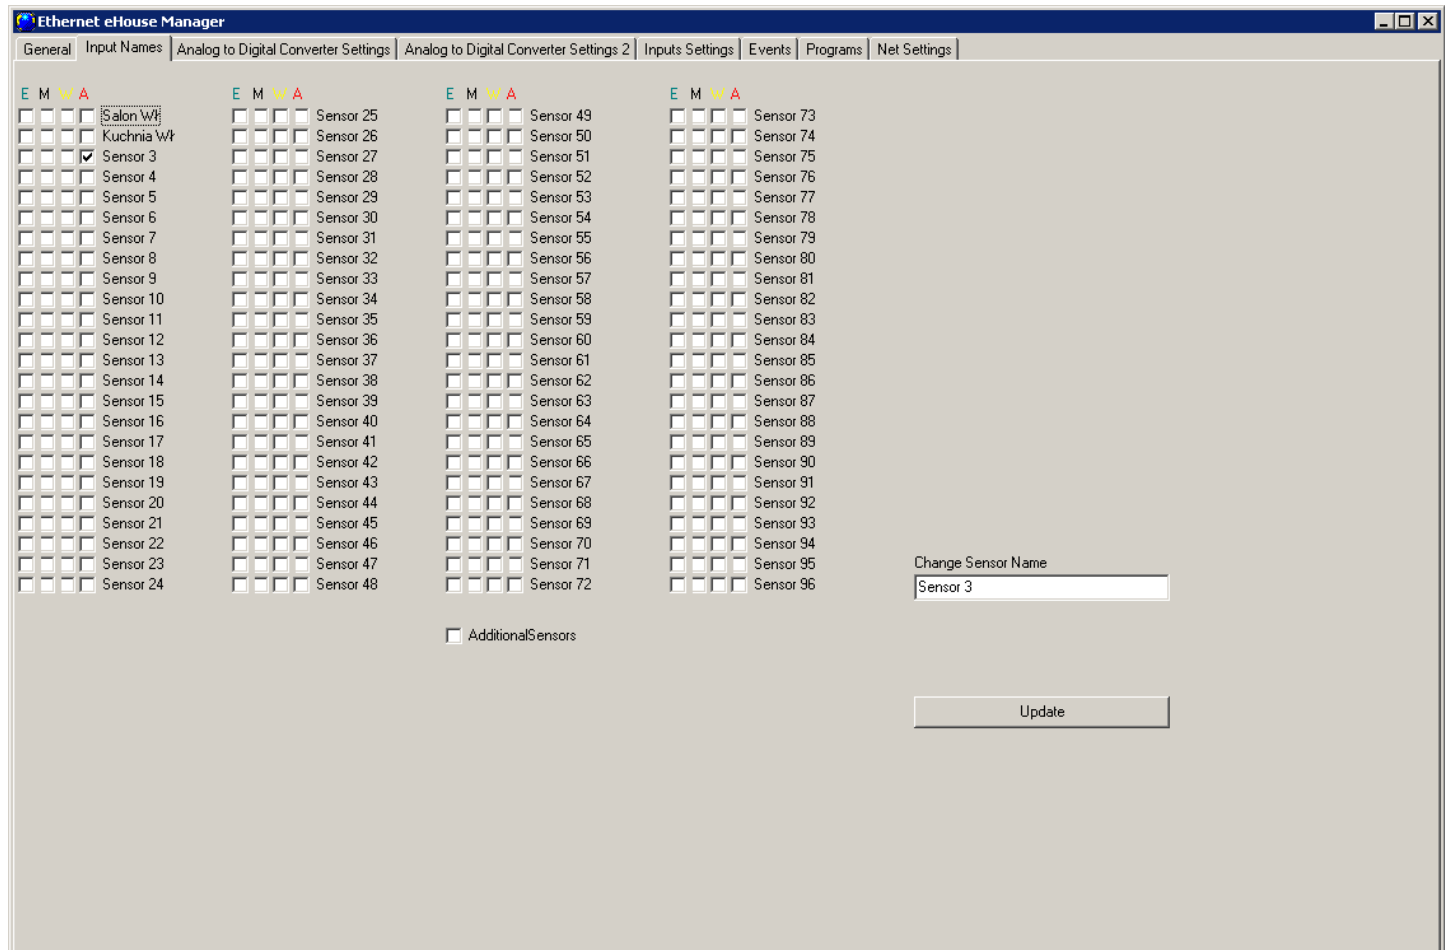 Ethernet eHouse Manager
General Input Names Analog to Digital Converter Settings Analog to Digital Converter Settings 2 Inputs Settings Events Programs Net Settings
E M W A E M W A E M W A E M W A
Salon Wł Sensor 25 Sensor 49 Sensor 73
Kuchnia Wł Sensor 26 Sensor 50 Sensor 74
Sensor 3 Sensor 27 Sensor 51 Sensor 75
Sensor 4 Sensor 28 Sensor 52 Sensor 76
Sensor 5 Sensor 29 Sensor 53 Sensor 77
Sensor 6 Sensor 30 Sensor 54 Sensor 78
Sensor 7 Sensor 31 Sensor 55 Sensor 79
Sensor 8 Sensor 32 Sensor 56 Sensor 80
Sensor 9 Sensor 33 Sensor 57 Sensor 81
Sensor 10 Sensor 34 Sensor 58 Sensor 82
Sensor 11 Sensor 35 Sensor 59 Sensor 83
Sensor 12 Sensor 36 Sensor 60 Sensor 84
Sensor 13 Sensor 37 Sensor 61 Sensor 85
Sensor 14 Sensor 38 Sensor 62 Sensor 86
Sensor 15 Sensor 39 Sensor 63 Sensor 87
Sensor 16 Sensor 40 Sensor 64 Sensor 88
Sensor 17 Sensor 41 Sensor 65 Sensor 89
Sensor 18 Sensor 42 Sensor 66 Sensor 90
Sensor 19 Sensor 43 Sensor 67 Sensor 91
Sensor 20 Sensor 44 Sensor 68 Sensor 92
Sensor 21 Sensor 45 Sensor 69 Sensor 93
Sensor 22 Sensor 46 Sensor 70 Sensor 94
Sensor 23 Sensor 47 Sensor 71 Sensor 95 Change Sensor Name
Sensor 24 Sensor 48 Sensor 72 Sensor 96 Sensor 3
AdditionalSensors
Update